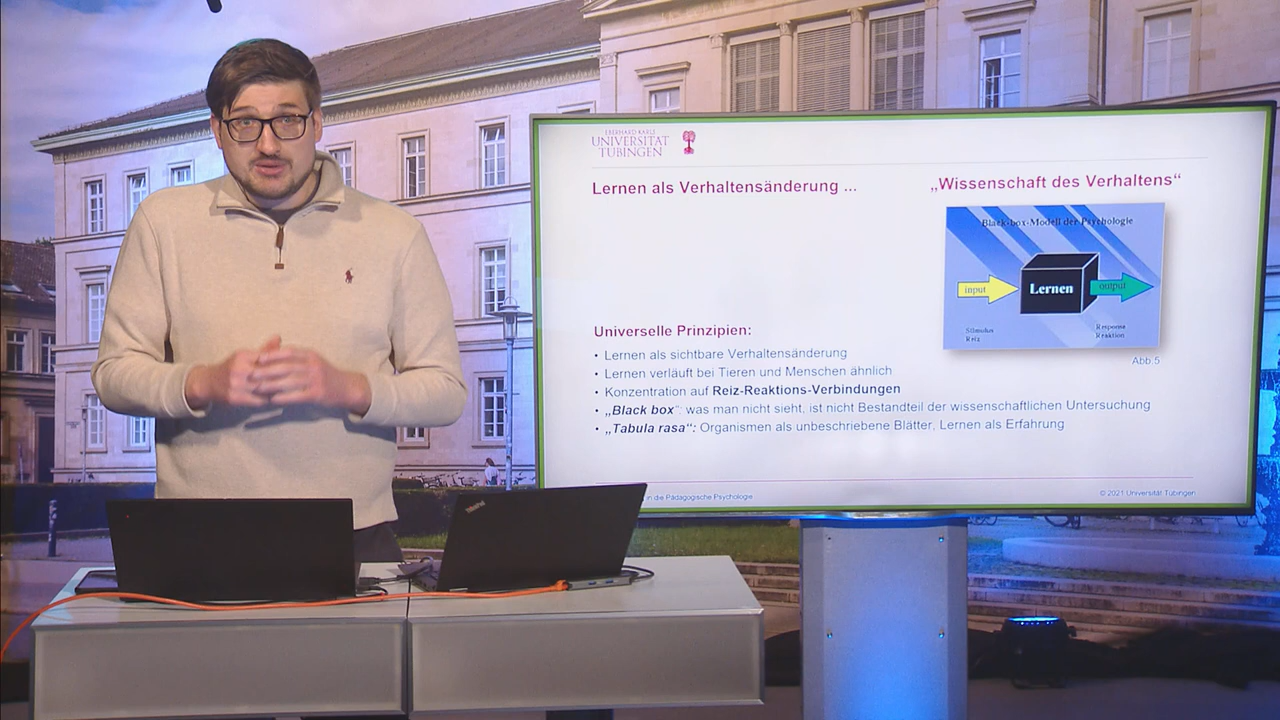 EBERHARD KARLS
UNIVERSITÄT
TÜBINGEN
Lernen als Verhaltensänderung ...
„Wissenschaft des Verhaltens“
Black-box-Modell der Psychologie
input
Lernen
output
Stimulus
Reiz
Response
Reaktion
Abb.5
Universelle Prinzipien:
• Lernen als sichtbare Verhaltensänderung
• Lernen verläuft bei Tieren und Menschen ähnlich
• Konzentration auf Reiz-Reaktions-Verbindungen
• „Black box“: was man nicht sieht, ist nicht Bestandteil der wissenschaftlichen Untersuchung
• „Tabula rasa“: Organismen als unbeschriebene Blätter, Lernen als Erfahrung
in die Pädagogische Psychologie
© 2021 Universität Tübingen
ThinkPad